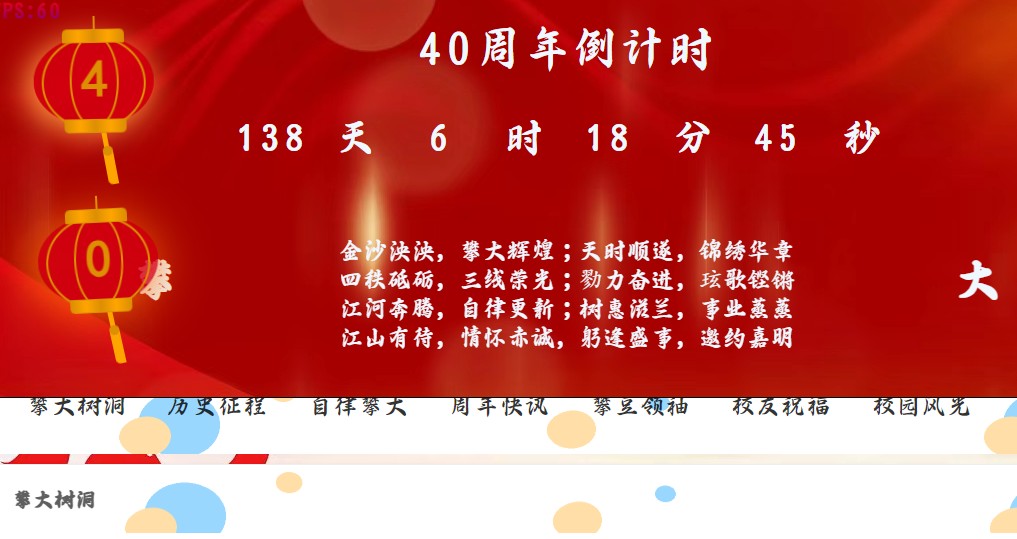 PS:60
4
40周年倒计时
138 天 6 时 18 分 45 秒
0
攀
大
金沙泱泱，攀大辉煌；天时顺遂，锦绣华章
四秩砥砺，三线荣光；勠力奋进，玹歌铿锵
江河奔腾，自律更新；树惠滋兰，事业蒸蒸
江山有待，情怀赤诚，躬逢盛事，邀约嘉明
攀大树洞 历史征程 自律攀大 周年快讯 攀豆领袖 校友祝福 校园风光
攀大树洞